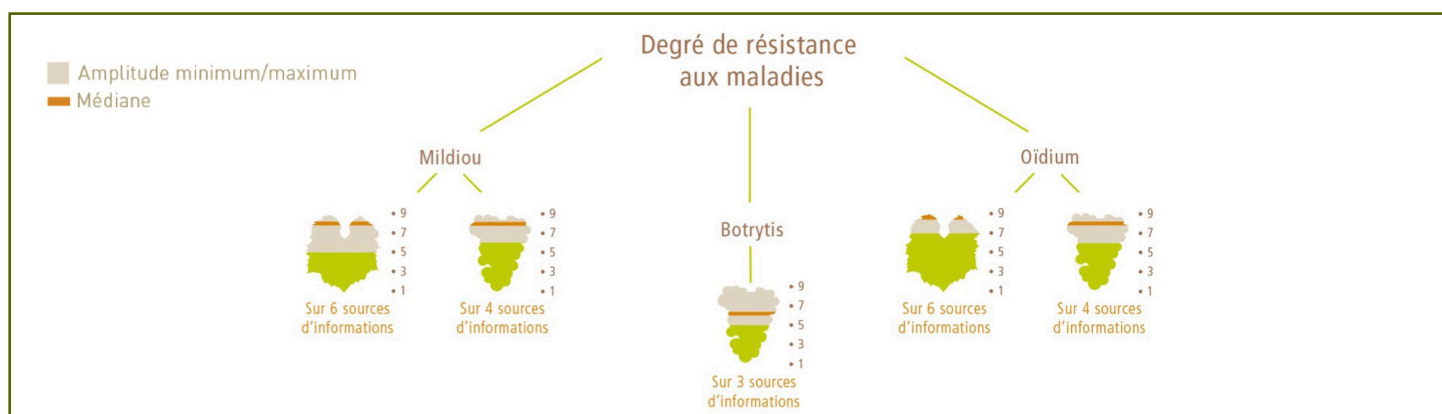 Degré de résistance
aux maladies
Amplitude minimum/maximum
Médiane
Mildiou
• 9
• 7
• 5
• 3
• 1
Sur 6 sources
d'informations
• 9
• 7
• 5
• 3
• 1
Sur 4 sources
d'informations
Botrytis
• 9
• 7
• 5
• 3
• 1
Sur 3 sources
d'informations
Oïdium
• 9
• 7
• 5
• 3
• 1
Sur 6 sources
d'informations
• 9
• 7
• 5
• 3
• 1
Sur 4 sources
d'informations